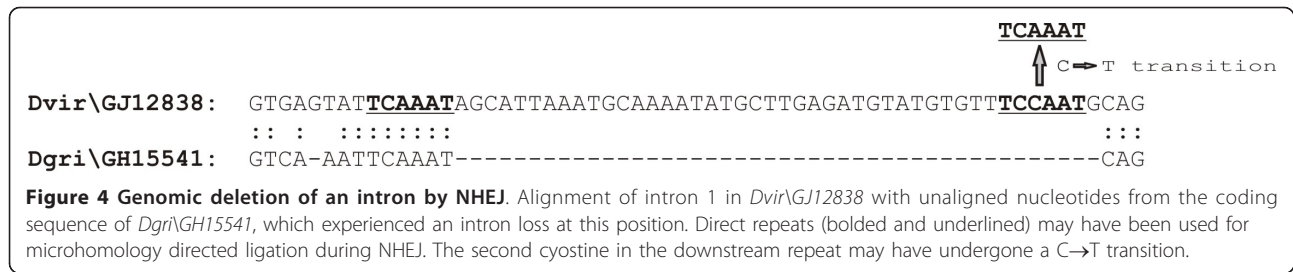 TCAAAT
C➡T transition
Dvir\GJ12838: GTGAGTATTCAAATAGCATTAAATGCAAAATATGCTTGAGATGTATGTGTTTCCAATGCAG
:: : :::::::: :::
Dgri\GH15541: GTCA-AATTCAAAT--------------------------------------------CAG
Figure 4 Genomic deletion of an intron by NHEJ. Alignment of intron 1 in Dvir\GJ12838 with unaligned nucleotides from the coding
sequence of Dgri\GH15541, which experienced an intron loss at this position. Direct repeats (bolded and underlined) may have been used for
microhomology directed ligation during NHEJ. The second cyostine in the downstream repeat may have undergone a C→T transition.